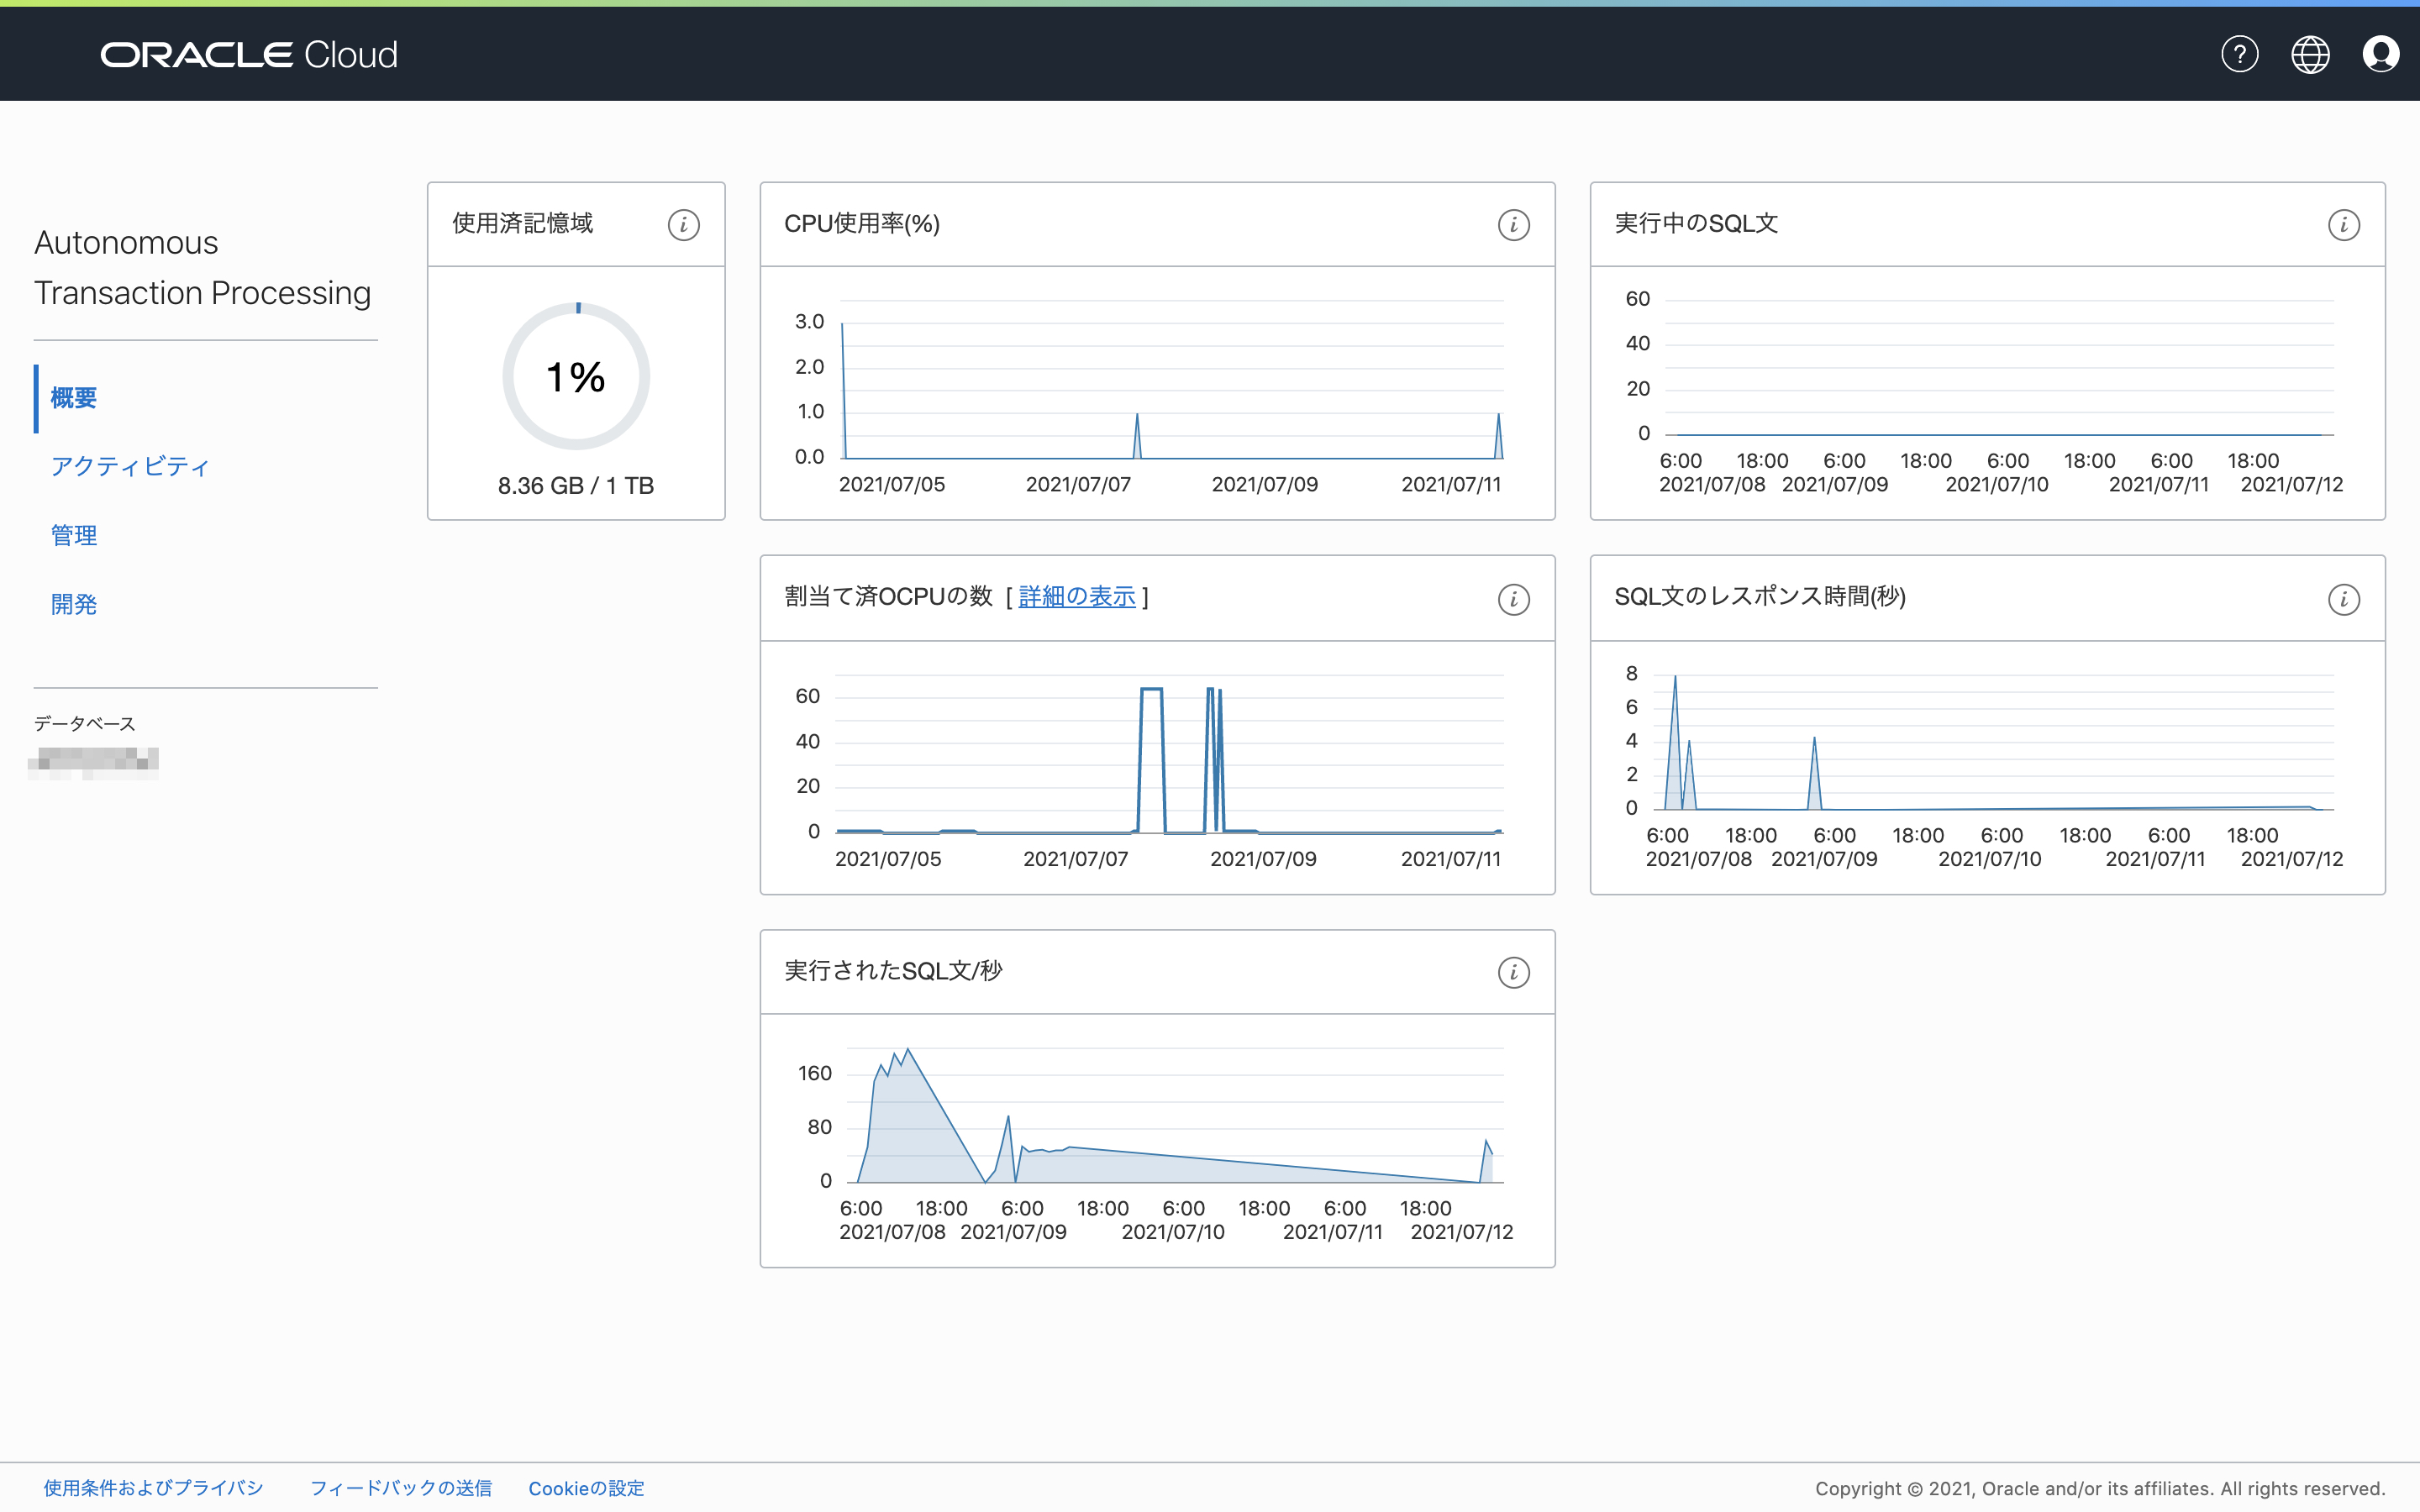 ORACLE Cloud
?
Autonomous
Transaction Processing
概要
アクティビティ
管理
開発
データベース
使用済記憶域
i
1%
8.36 GB / 1 TB
CPU使用率(%)
i
3.0
2.0
1.0
0.0
2021/07/05 2021/07/07 2021/07/09 2021/07/11
実行中のSQL文
i
60
40
20
0
6:00 18:00 6:00 18:00 6:00 18:00 6:00 18:00
2021/07/08 2021/07/09 2021/07/10 2021/07/11 2021/07/12
割当て済OCPUの数 [ 詳細の表示 ]
i
60
40
20
0
2021/07/05 2021/07/07 2021/07/09 2021/07/11
SQL文のレスポンス時間(秒)
i
8
6
4
2
0
6:00 18:00 6:00 18:00 6:00 18:00 6:00 18:00
2021/07/08 2021/07/09 2021/07/10 2021/07/11 2021/07/12
実行されたSQL文/秒
i
160
80
0
6:00 18:00 6:00 18:00 6:00 18:00 6:00 18:00
2021/07/08 2021/07/09 2021/07/10 2021/07/11 2021/07/12
使用条件およびプライバシ フィードバックの送信 Cookieの設定
Copyright © 2021, Oracle and/or its affiliates. All rights reserved.